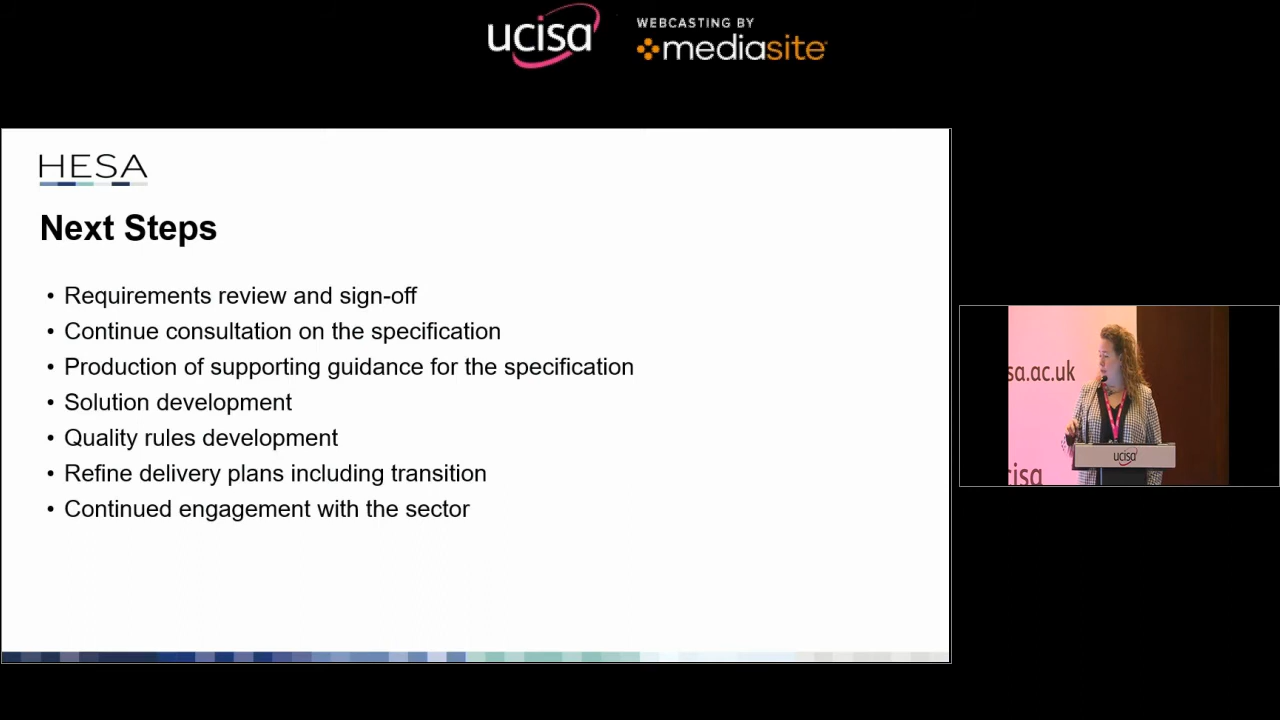 ucisa
WEBCASTING BY
mediasite
HESA
Next Steps
• Requirements review and sign-off
• Continue consultation on the specification
• Production of supporting guidance for the specification
• Solution development
• Quality rules development
• Refine delivery plans including transition
• Continued engagement with the sector
sa.ac.uk
ucisa
cisa